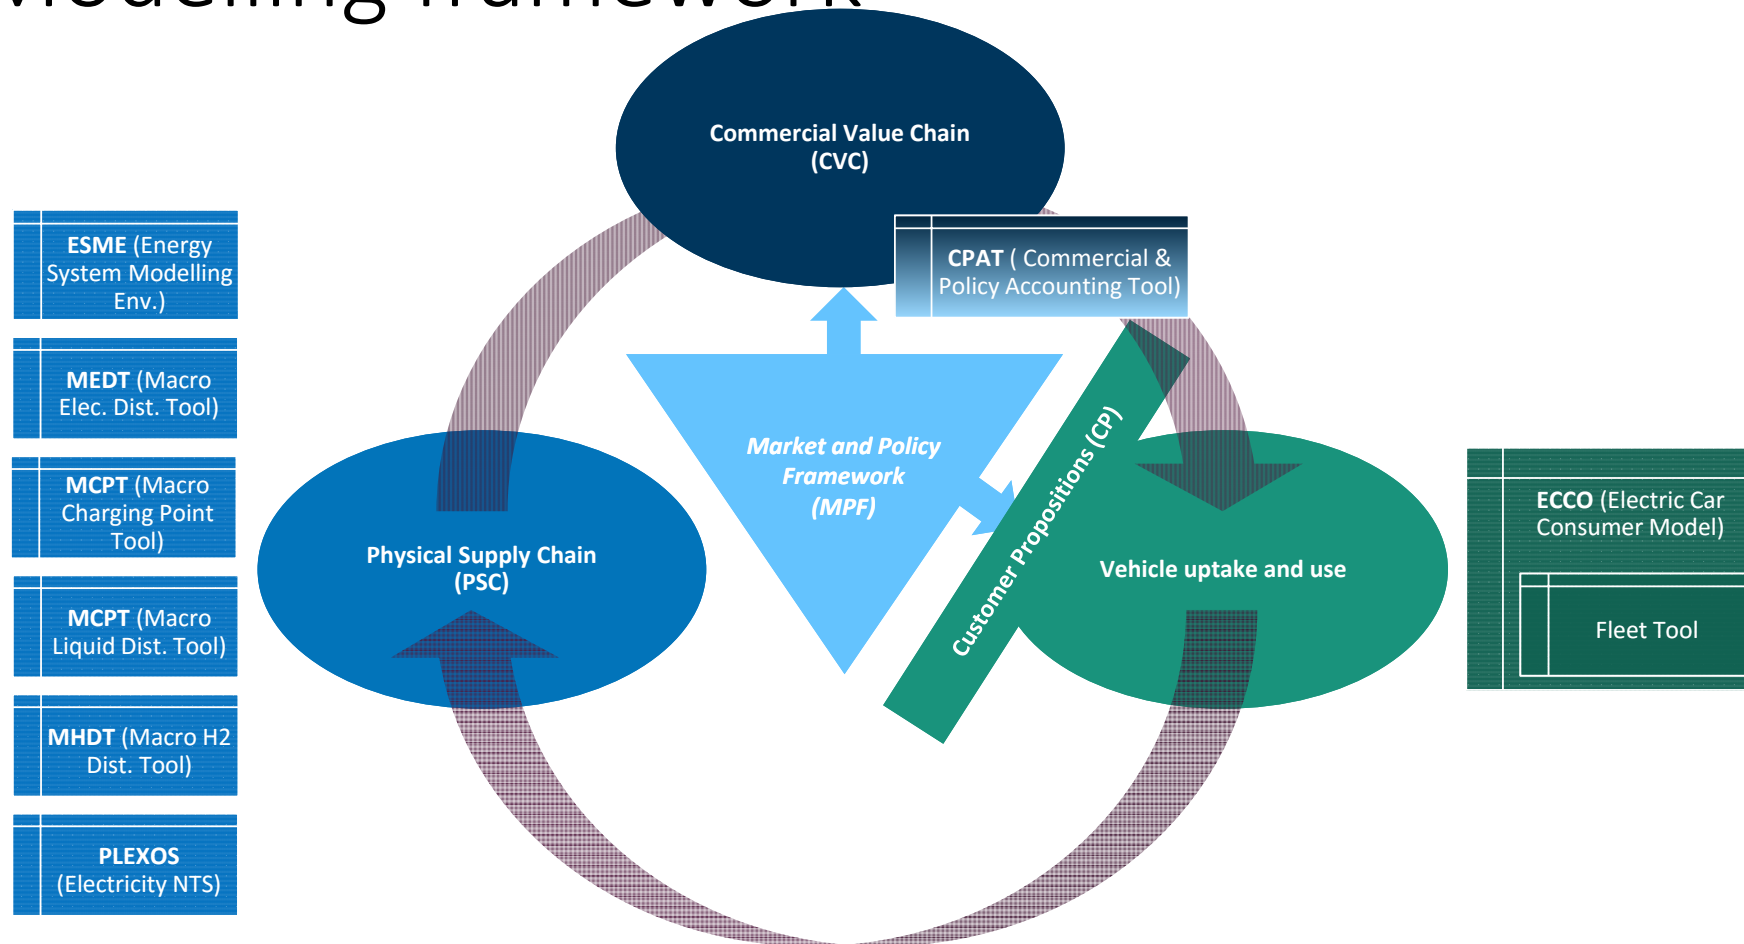 Modelling framework
Commercial Value Chain
(CVC)
CPAT ( Commercial &
Policy Accounting Tool)
ESME (Energy
System Modelling
Env.)
MEDT (Macro
Elec. Dist. Tool)
MCPT (Macro
Charging Point
Tool)
MCPT (Macro
Liquid Dist. Tool)
MHDT (Macro H2
Dist. Tool)
PLEXOS
(Electricity NTS)
Physical Supply Chain
(PSC)
Market and Policy
Framework
(MPF)
Customer Propositions (CP)
Vehicle uptake and use
ECCO (Electric Car
Consumer Model)
Fleet Tool